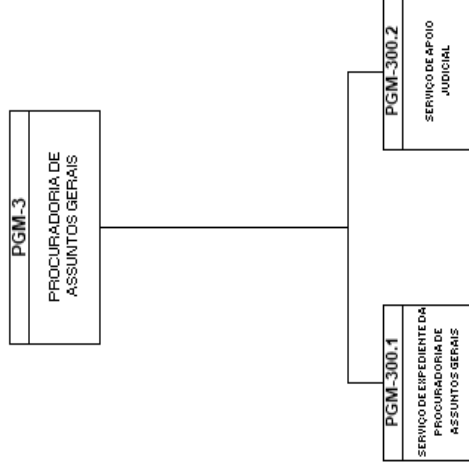 PGM-3
PROCURADORIA DE
ASSUNTOS GERAIS
PGM-300.1
SERVIÇO DE EXPEDIENTE DA
PROCURADORIA DE
ASSUNTOS GERAIS
PGM-300.2
SERVIÇO DE APOIO
JUDICIAL